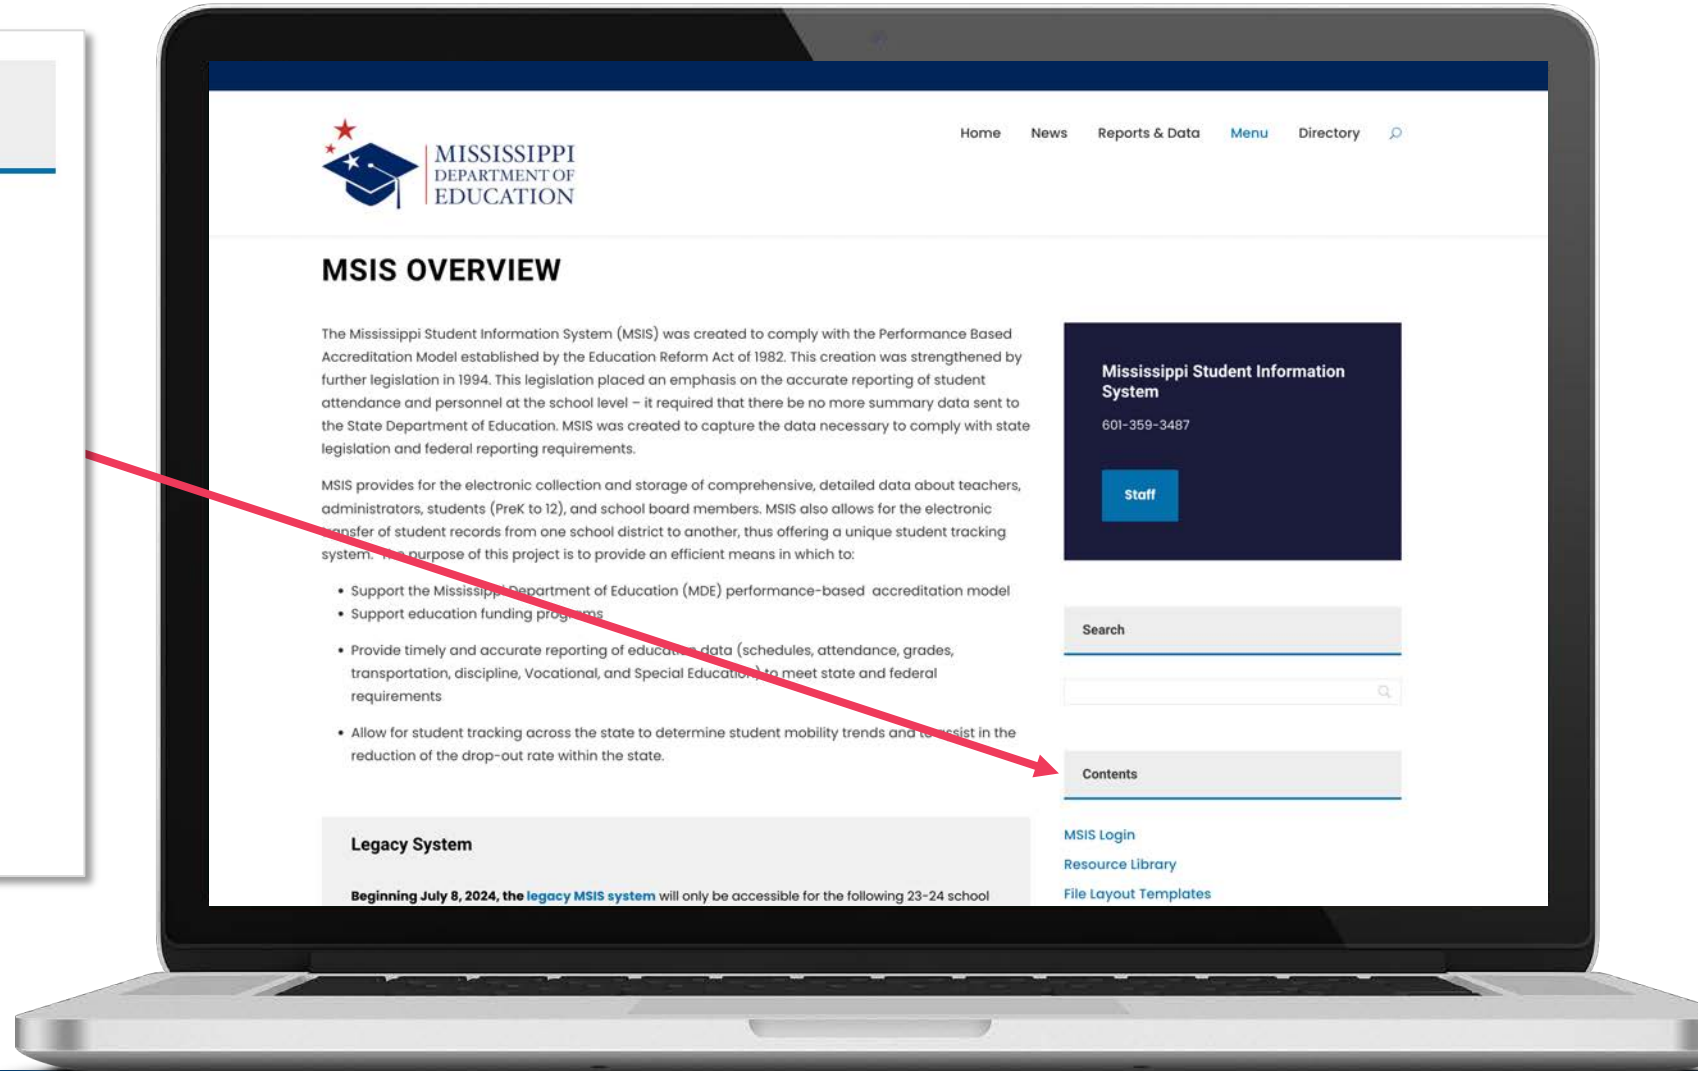 MISSISSIPPI
DEPARTMENT OF
EDUCATION
Home News Reports & Data Menu Directory
MSIS OVERVIEW
The Mississippi Student Information System (MSIS) was created to comply with the Performance Based
Accreditation Model established by the Education Reform Act of 1982. This creation was strengthened by
further legislation in 1994. This legislation placed an emphasis on the accurate reporting of student
attendance and personnel at the school level – it required that there be no more summary data sent to
the State Department of Education. MSIS was created to capture the data necessary to comply with state
legislation and federal reporting requirements.
MSIS provides for the electronic collection and storage of comprehensive, detailed data about teachers,
administrators, students (PreK to 12), and school board members. MSIS also allows for the electronic
transfer of student records from one school district to another, thus offering a unique student tracking
system. The purpose of this project is to provide an efficient means in which to:
• Support the Mississippi Department of Education (MDE) performance-based accreditation model
• Support education funding programs
• Provide timely and accurate reporting of education data (schedules, attendance, grades,
transportation, discipline, Vocational, and Special Education) to meet state and federal
requirements
• Allow for student tracking across the state to determine student mobility trends and to assist in the
reduction of the drop-out rate within the state.
Legacy System
Beginning July 8, 2024, the legacy MSIS system will only be accessible for the following 23-24 school
Mississippi Student Information
System
601-359-3487
Staff
Search
Contents
MSIS Login
Resource Library
File Layout Templates